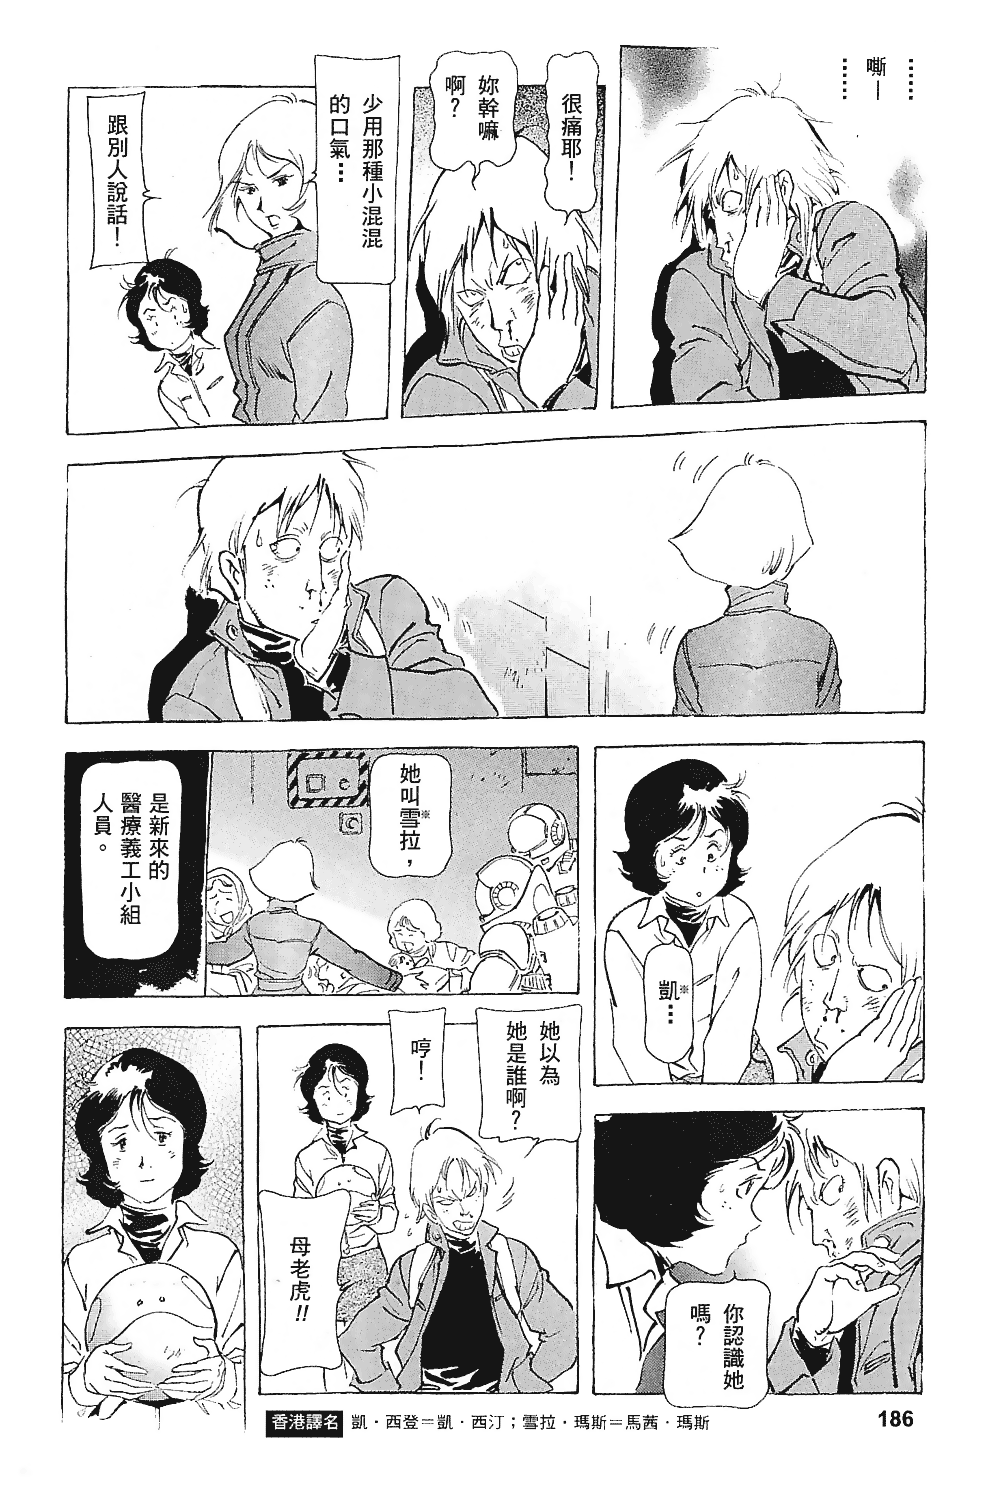 ……
嘶－
……
很痛耶！
妳幹嘛
啊？
少用那種小混混
的口氣…
跟別人說話！
凱※…
她叫雪拉※，
是新來的
醫療義工小組
人員。
你認識她
嗎？
她以為
她是誰啊？
哼！
母老虎!!
香港譯名 凱．西登＝凱．西汀；雪拉．瑪斯＝馬茜．瑪斯
186